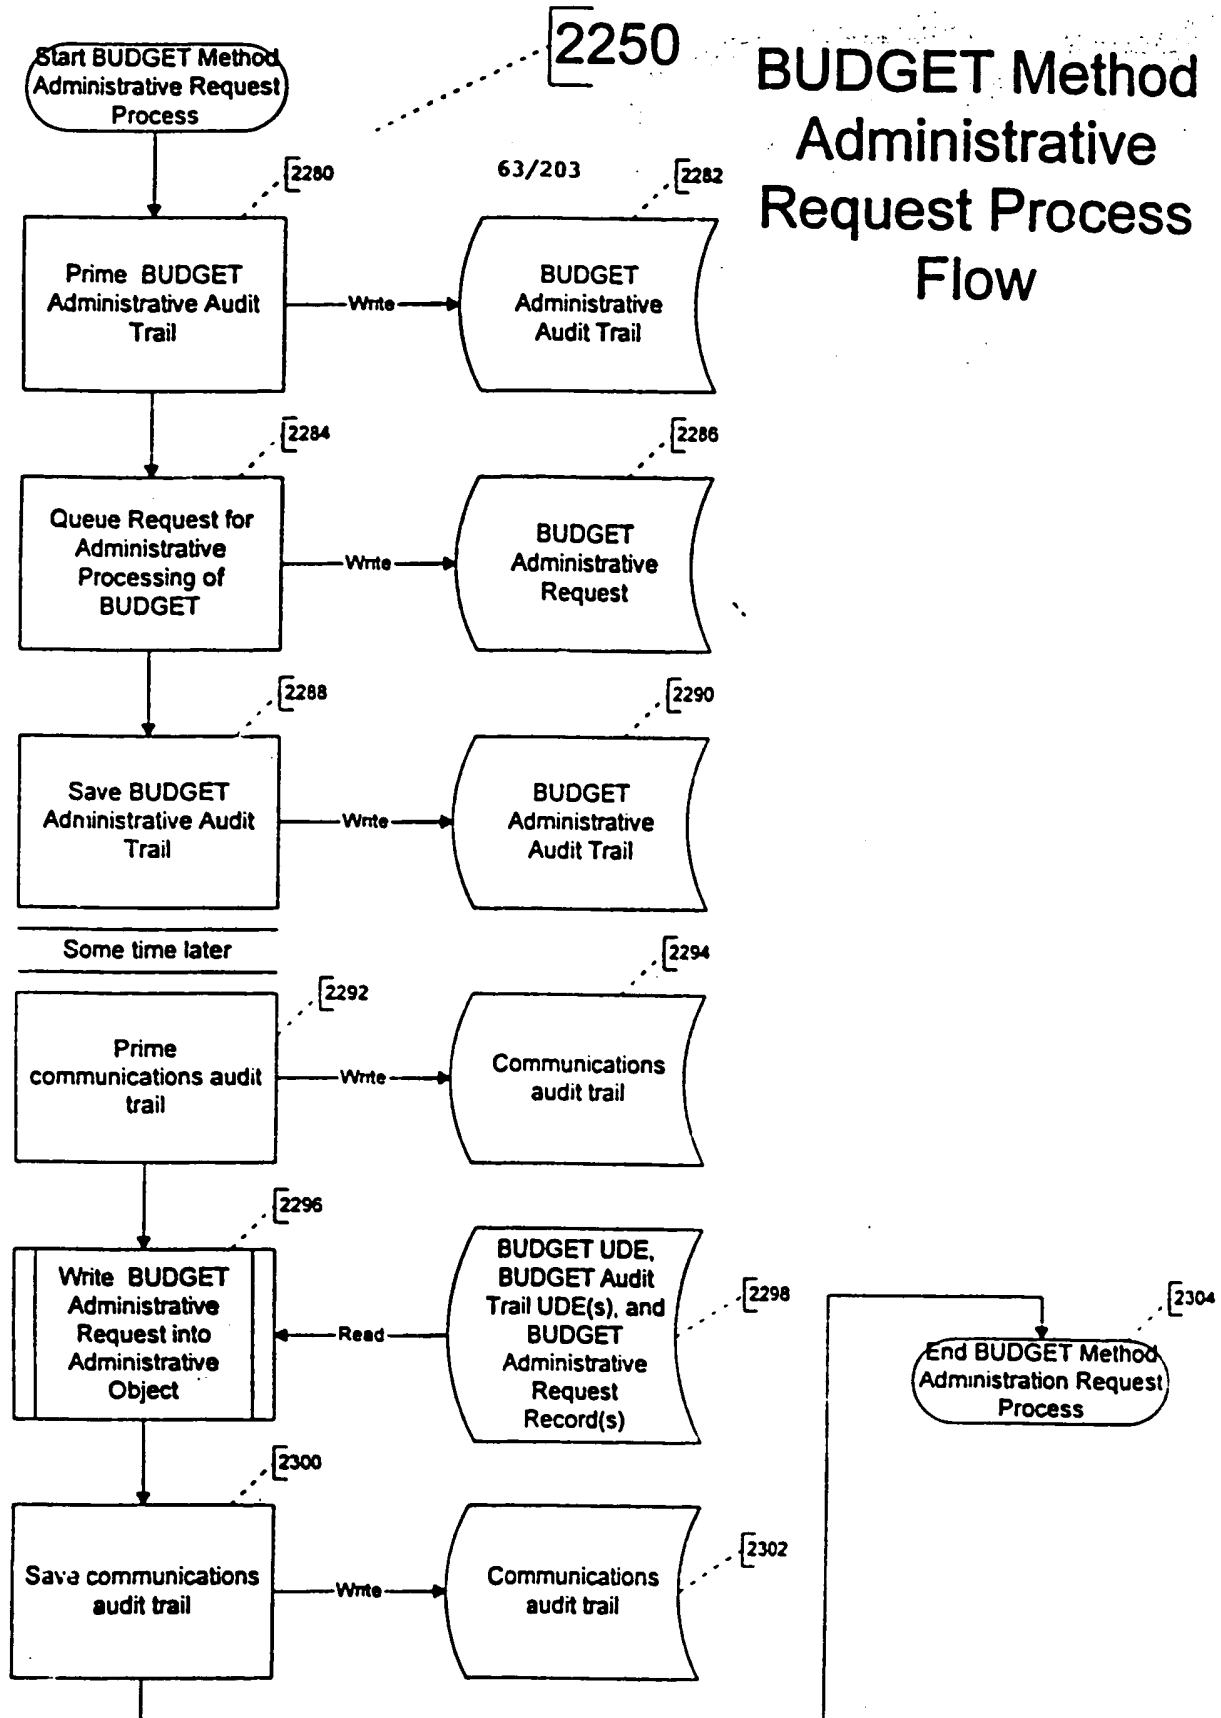 2250
BUDGET Method
Administrative
Request Process
Flow
63/203
Start BUDGET Method
Administrative Request
Process
2280
Prime BUDGET
Administrative Audit
Trail
Write
2282
BUDGET
Administrative
Audit Trail
2284
Queue Request for
Administrative
Processing of
BUDGET
Write
2286
BUDGET
Administrative
Request
2288
Save BUDGET
Administrative Audit
Trail
Write
2290
BUDGET
Administrative
Audit Trail
Some time later
2292
Prime
communications audit
trail
Write
2294
Communications
audit trail
2296
Write BUDGET
Administrative
Request into
Administrative
Object
Read
2298
BUDGET UDE,
BUDGET Audit
Trail UDE(s), and
BUDGET
Administrative
Request
Record(s)
2300
Save communications
audit trail
Write
2302
Communications
audit trail
2304
End BUDGET Method
Administration Request
Process